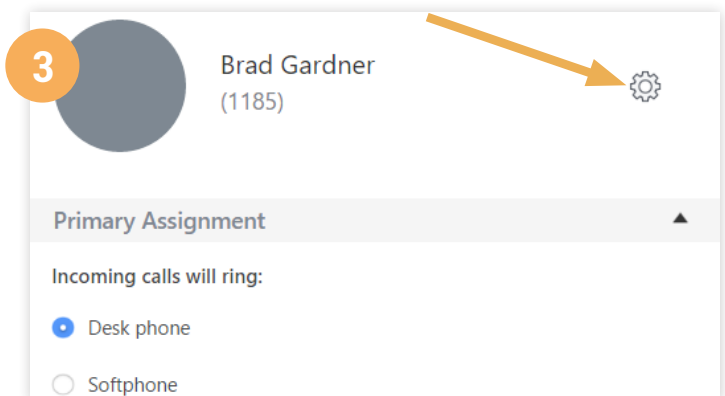 3
Brad Gardner
(1185)
Primary Assignment
Incoming calls will ring:
Desk phone
Softphone